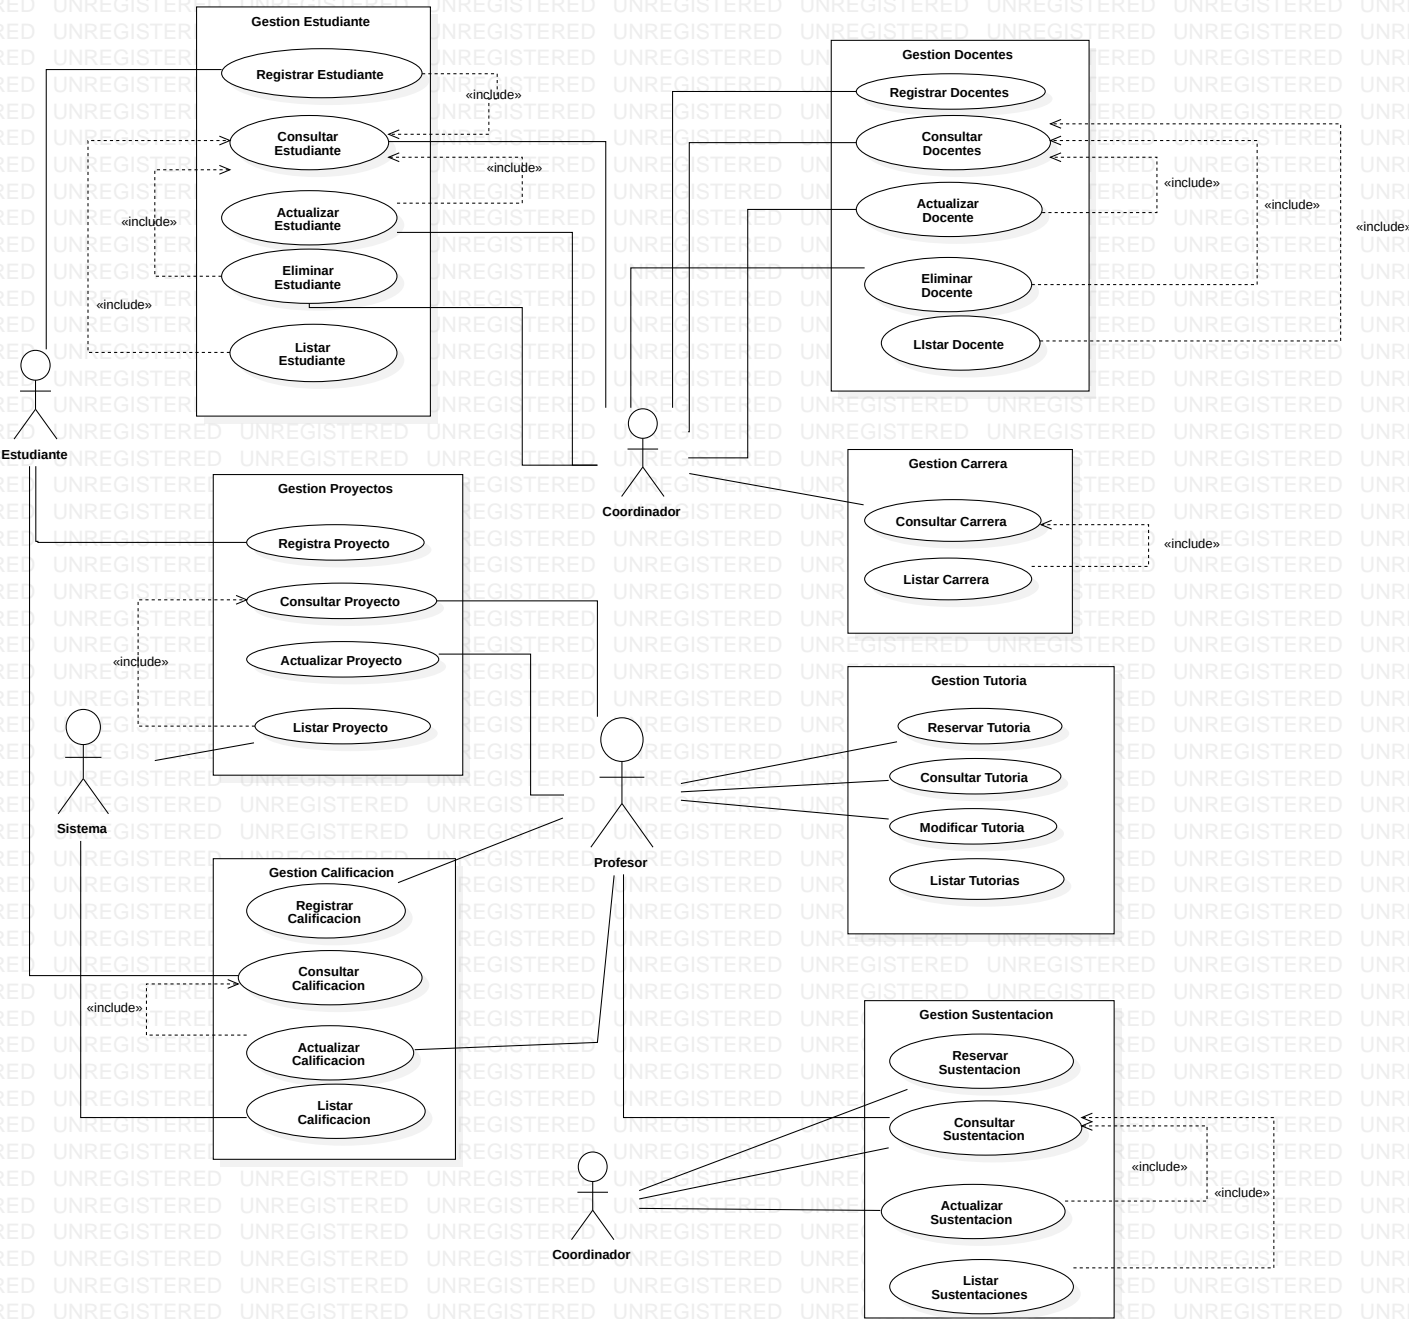 Gestion Estudiante
Registrar Estudiante
«include»
Consultar
Estudiante
«include»
Actualizar
Estudiante
«include»
Eliminar
Estudiante
«include»
Listar
Estudiante
Gestion Docentes
Registrar Docentes
Consultar
Docentes
«include»
Actualizar
Docente
«include»
«include»
Eliminar
Docente
LIstar Docente
Estudiante
Coordinador
Gestion Carrera
Consultar Carrera
«include»
Listar Carrera
Gestion Proyectos
Registra Proyecto
Consultar Proyecto
«include»
Actualizar Proyecto
Listar Proyecto
Sistema
Profesor
Gestion Tutoria
Reservar Tutoria
Consultar Tutoria
Modificar Tutoria
Listar Tutorias
Gestion Calificacion
Registrar
Calificacion
Consultar
Calificacion
«include»
Actualizar
Calificacion
Listar
Calificacion
Gestion Sustentacion
Reservar
Sustentacion
Consultar
Sustentacion
«include»
«include»
Actualizar
Sustentacion
Listar
Sustentaciones
Coordinador
UNREGISTERED